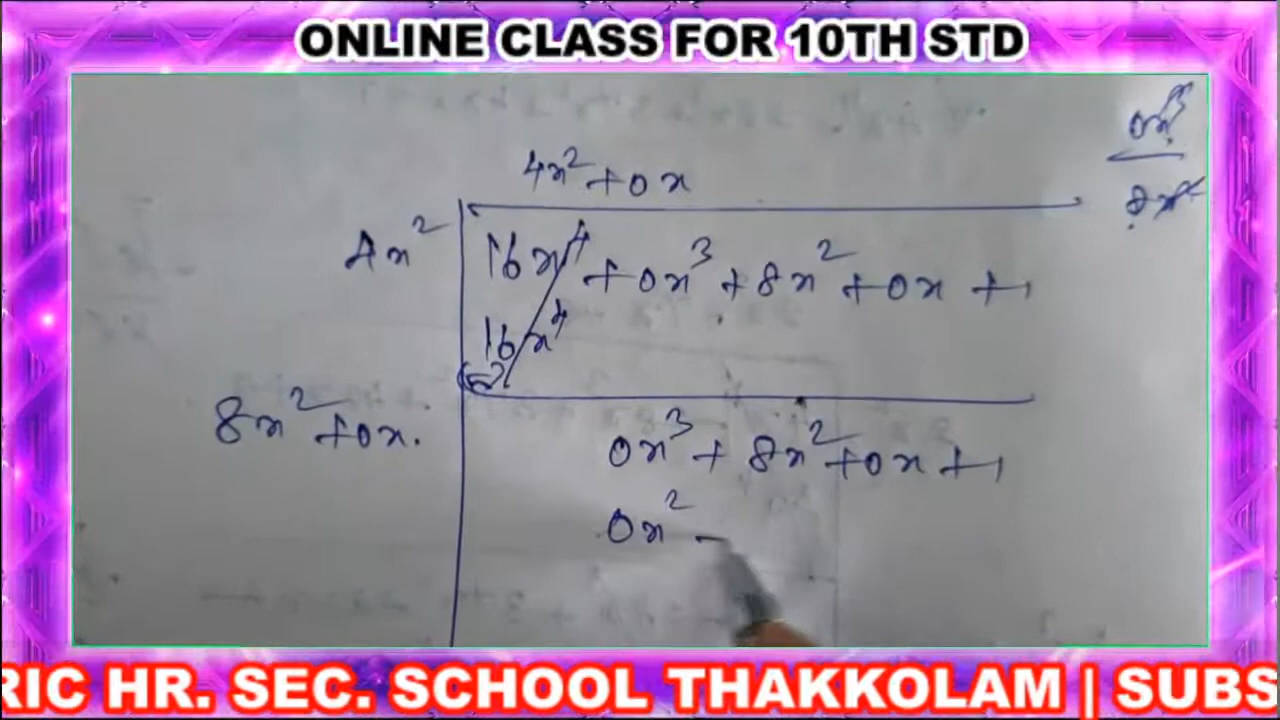 ONLINE CLASS FOR 10TH STD
4x²+0x
4x² 16x⁴+0x³+8x²+0x+1
16x⁴
(-)
8x²+0x. 0x³+8x²+0x+1
0x² -
0x³
RIC HR. SEC. SCHOOL THAKKOLAM | SUBS